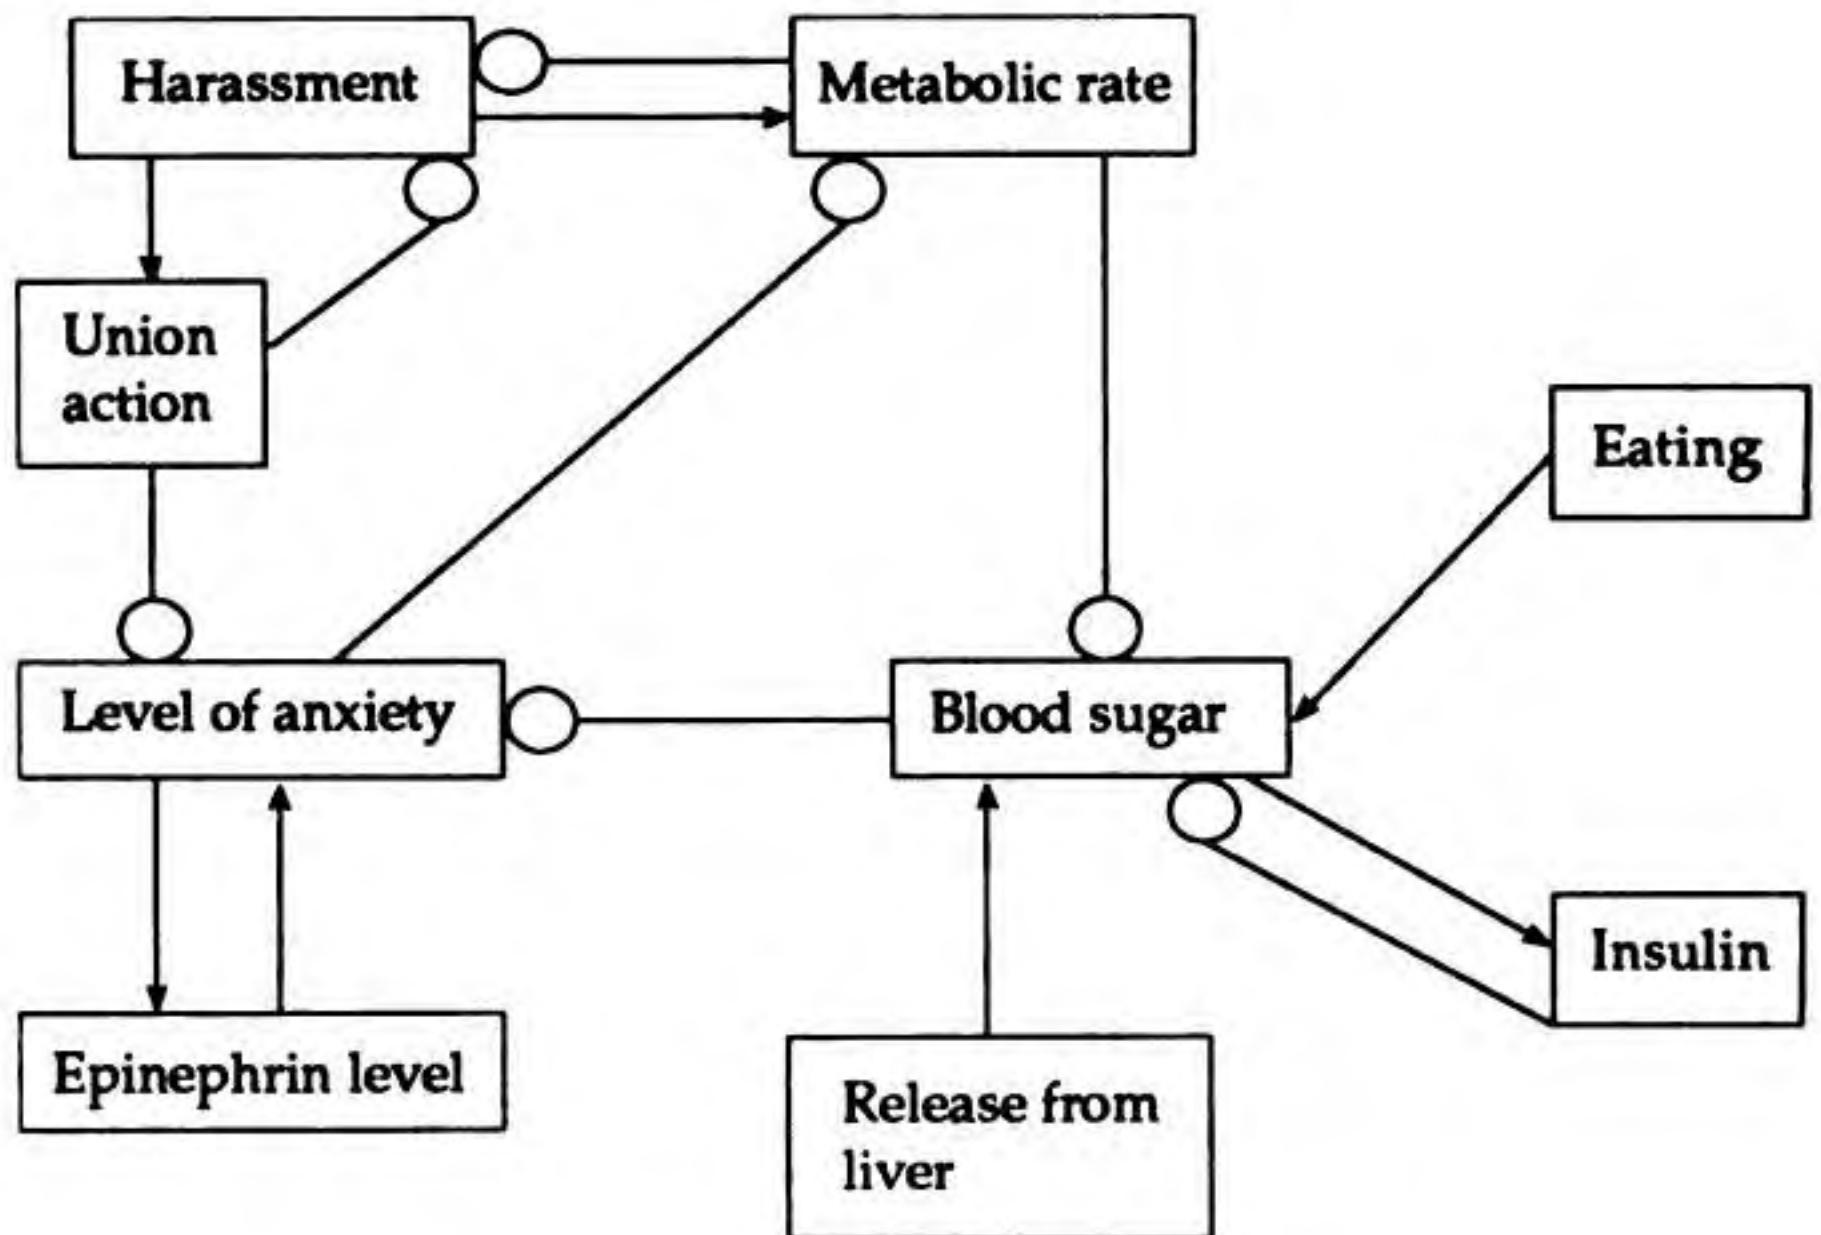 Harassment
Metabolic rate
Union
action
Eating
Level of anxiety
Blood sugar
Insulin
Epinephrin level
Release from
liver